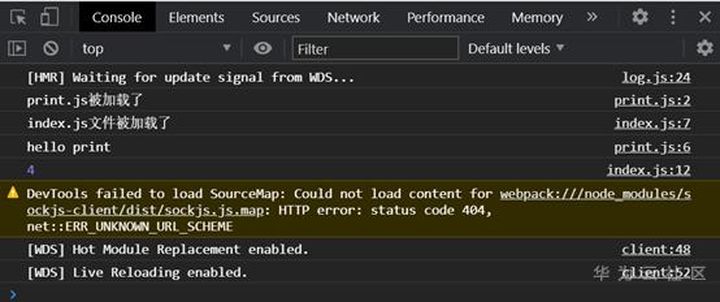 Console Elements Sources Network Performance Memory »
top Filter Default levels
[HMR] Waiting for update signal from WDS... log.js:24
print.js被加载了 print.js:2
index.js文件被加载了 index.js:7
hello print print.js:6
4 index.js:12
DevTools failed to load SourceMap: Could not load content for webpack:///node_modules/s
ockjs-client/dist/sockjs.js.map: HTTP error: status code 404,
net::ERR_UNKNOWN_URL_SCHEME
[WDS] Hot Module Replacement enabled. client:48
[WDS] Live Reloading enabled. client:52
华为云社区